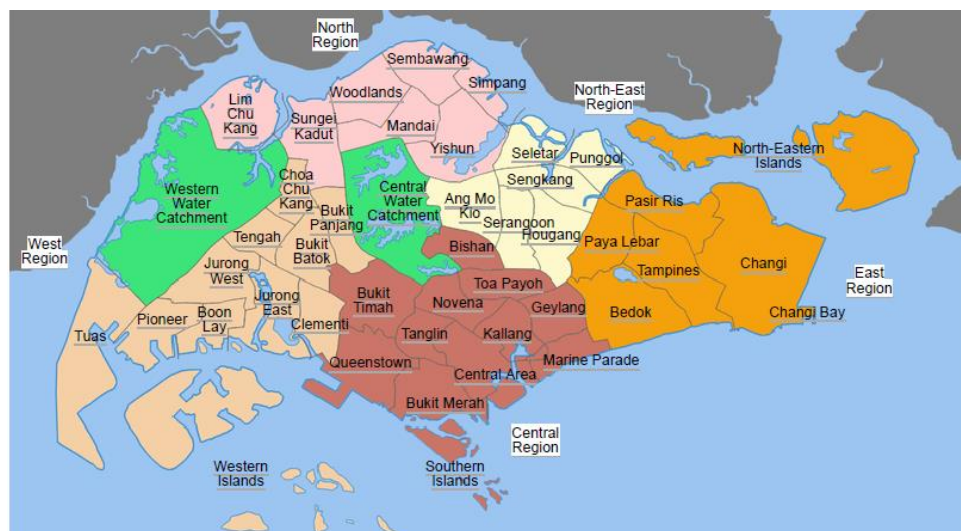 North
Region
Sembawang
Simpang
Woodlands
North-East
Region
Lim
Chu
Kang
Sungei
Kadut
Mandai
Yishun
Seletar
Punggol
North-Eastern
Islands
Western
Water
Catchment
Choa
Chu
Kang
Central
Water
Catchment
Sengkang
Ang Mo
Kio
Serangoon
Hougang
Pasir Ris
Bukit
Panjang
West
Region
Tengah
Bukit
Batok
Bishan
Paya Lebar
Tampines
Changi
East
Region
Jurong
West
Jurong
East
Bukit
Timah
Toa Payoh
Novena
Geylang
Bedok
Changi Bay
Tuas
Pioneer
Boon
Lay
Clementi
Tanglin
Kallang
Marine Parade
Queenstown
Central Area
Bukit Merah
Central
Region
Western
Islands
Southern
Islands